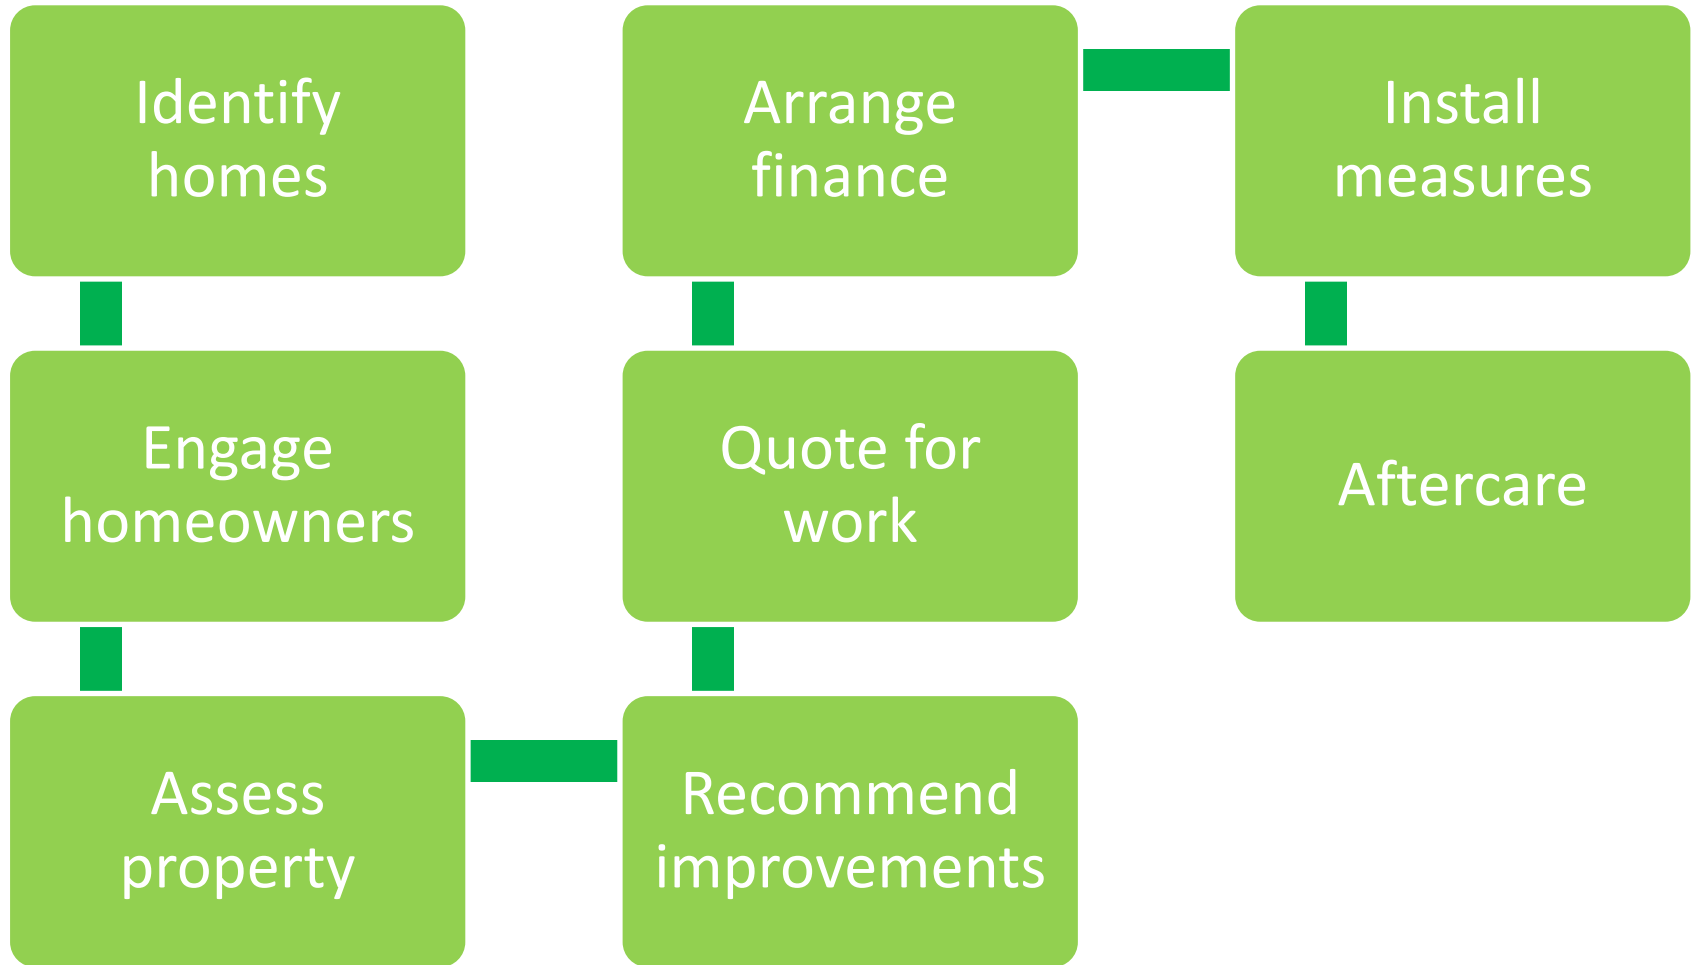 Identify
homes
Engage
homeowners
Assess
property
Recommend
improvements
Quote for
work
Arrange
finance
Install
measures
Aftercare